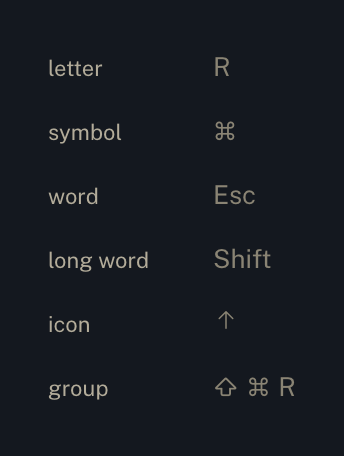 letter R
symbol ⌘
word Esc
long word Shift
icon ↑
group ⇧ ⌘ R